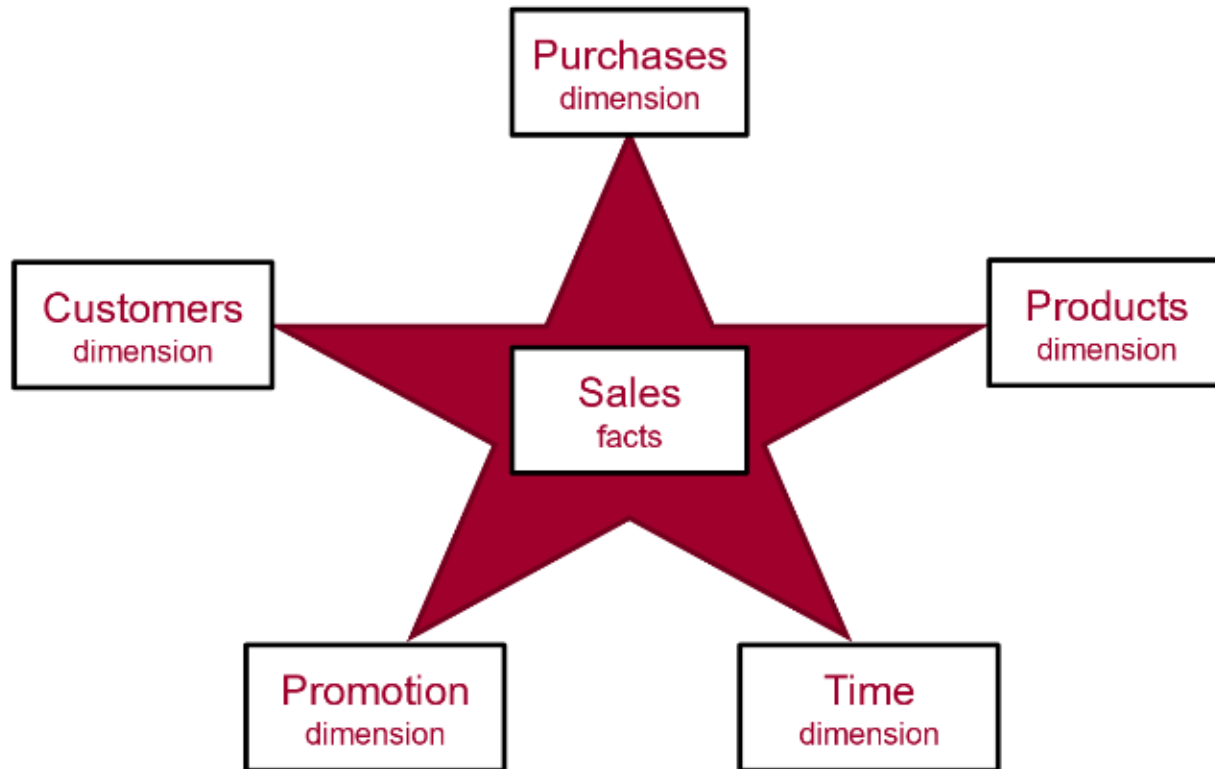 Purchases
dimension
Customers
dimension
Products
dimension
Sales
facts
Promotion
dimension
Time
dimension